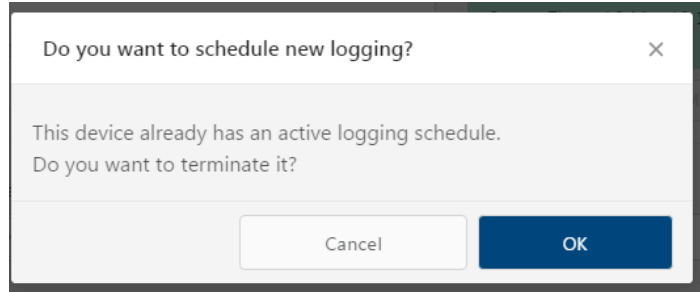 Do you want to schedule new logging?
This device already has an active logging schedule.
Do you want to terminate it?
Cancel
OK